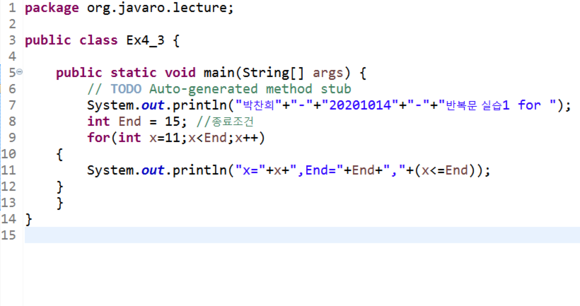 1 package org.javaro.lecture;
2
3 public class Ex4_3 {
4
5 public static void main(String[] args) {
6 // TODO Auto-generated method stub
7 System.out.println("박찬희"+"-"+"20201014"+"-"+"반복문 실습1 for ");
8 int End = 15; //종료조건
9 for(int x=11;x<End;x++)
10 {
11 System.out.println("x="+x+",End="+End+","+(x<=End));
12 }
13 }
14 }
15